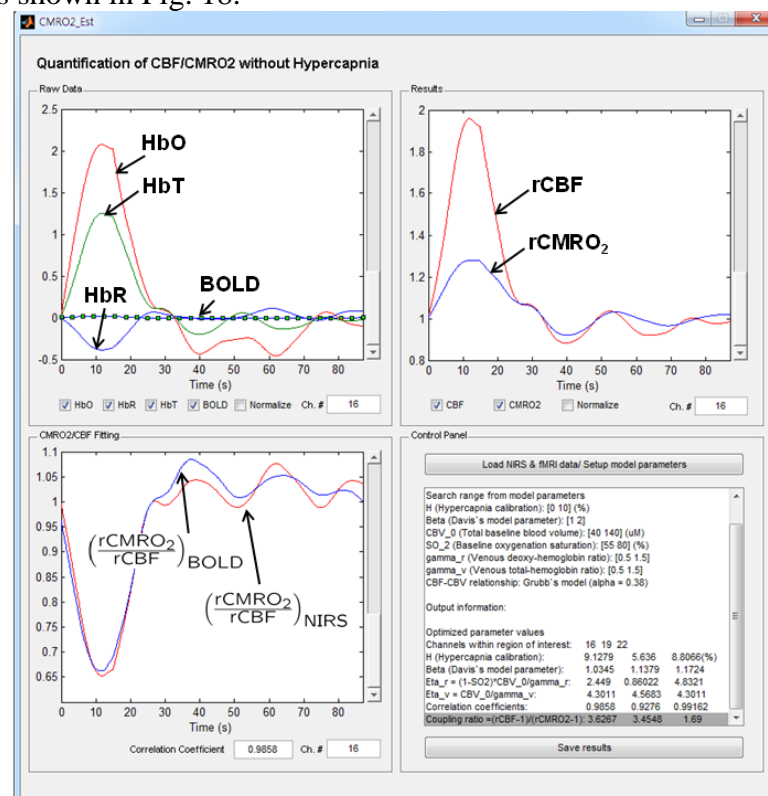 s shown in Fig. 18.
CMRO2_Est
Quantification of CBF/CMRO2 without Hypercapnia
Raw Data
2.5
2
1.5
1
0.5
0
-0.5
HbO
HbT
HbR
BOLD
0 10 20 30 40 50 60 70 80
Time (s)
HbO HbR HbT BOLD Normalize Ch. # 16
Results
2
1.8
1.6
1.4
1.2
1
0.8
rCBF
rCMRO₂
0 10 20 30 40 50 60 70 80
Time (s)
CBF CMRO2 Normalize Ch. # 16
CMRO2/CBF Fitting
1.1
1.05
1
0.95
0.9
0.85
0.8
0.75
0.7
0.65
(rCMRO₂/rCBF)BOLD
(rCMRO₂/rCBF)NIRS
0 10 20 30 40 50 60 70 80
Time (s)
Correlation Coefficient 0.9858 Ch. # 16
Control Panel
Load NIRS & fMRI data/ Setup model parameters
Search range from model parameters
H (Hypercapnia calibration): [0 10] (%)
Beta (Davis`s model parameter): [1 2]
CBV_0 (Total baseline blood volume): [40 140] (uM)
SO_2 (Baseline oxygenation saturation): [55 80] (%)
gamma_r (Venous deoxy-hemoglobin ratio): [0.5 1.5]
gamma_v (Venous total-hemoglobin ratio): [0.5 1.5]
CBF-CBV relationship: Grubb`s model (alpha = 0.38)
Output information:
Optimized parameter values
Channels within region of interest: 16 19 22
H (Hypercapnia calibration): 9.1279 5.636 8.8066(%)
Beta (Davis`s model parameter): 1.0345 1.1379 1.1724
Eta_r = (1-SO2)*CBV_0/gamma_r: 2.449 0.86022 4.8321
Eta_v = CBV_0/gamma_v: 4.3011 4.5683 4.3011
Correlation coefficients: 0.9858 0.9276 0.99162
Coupling ratio =(rCBF-1)/(rCMRO2-1): 3.6267 3.4548 1.69
Save results